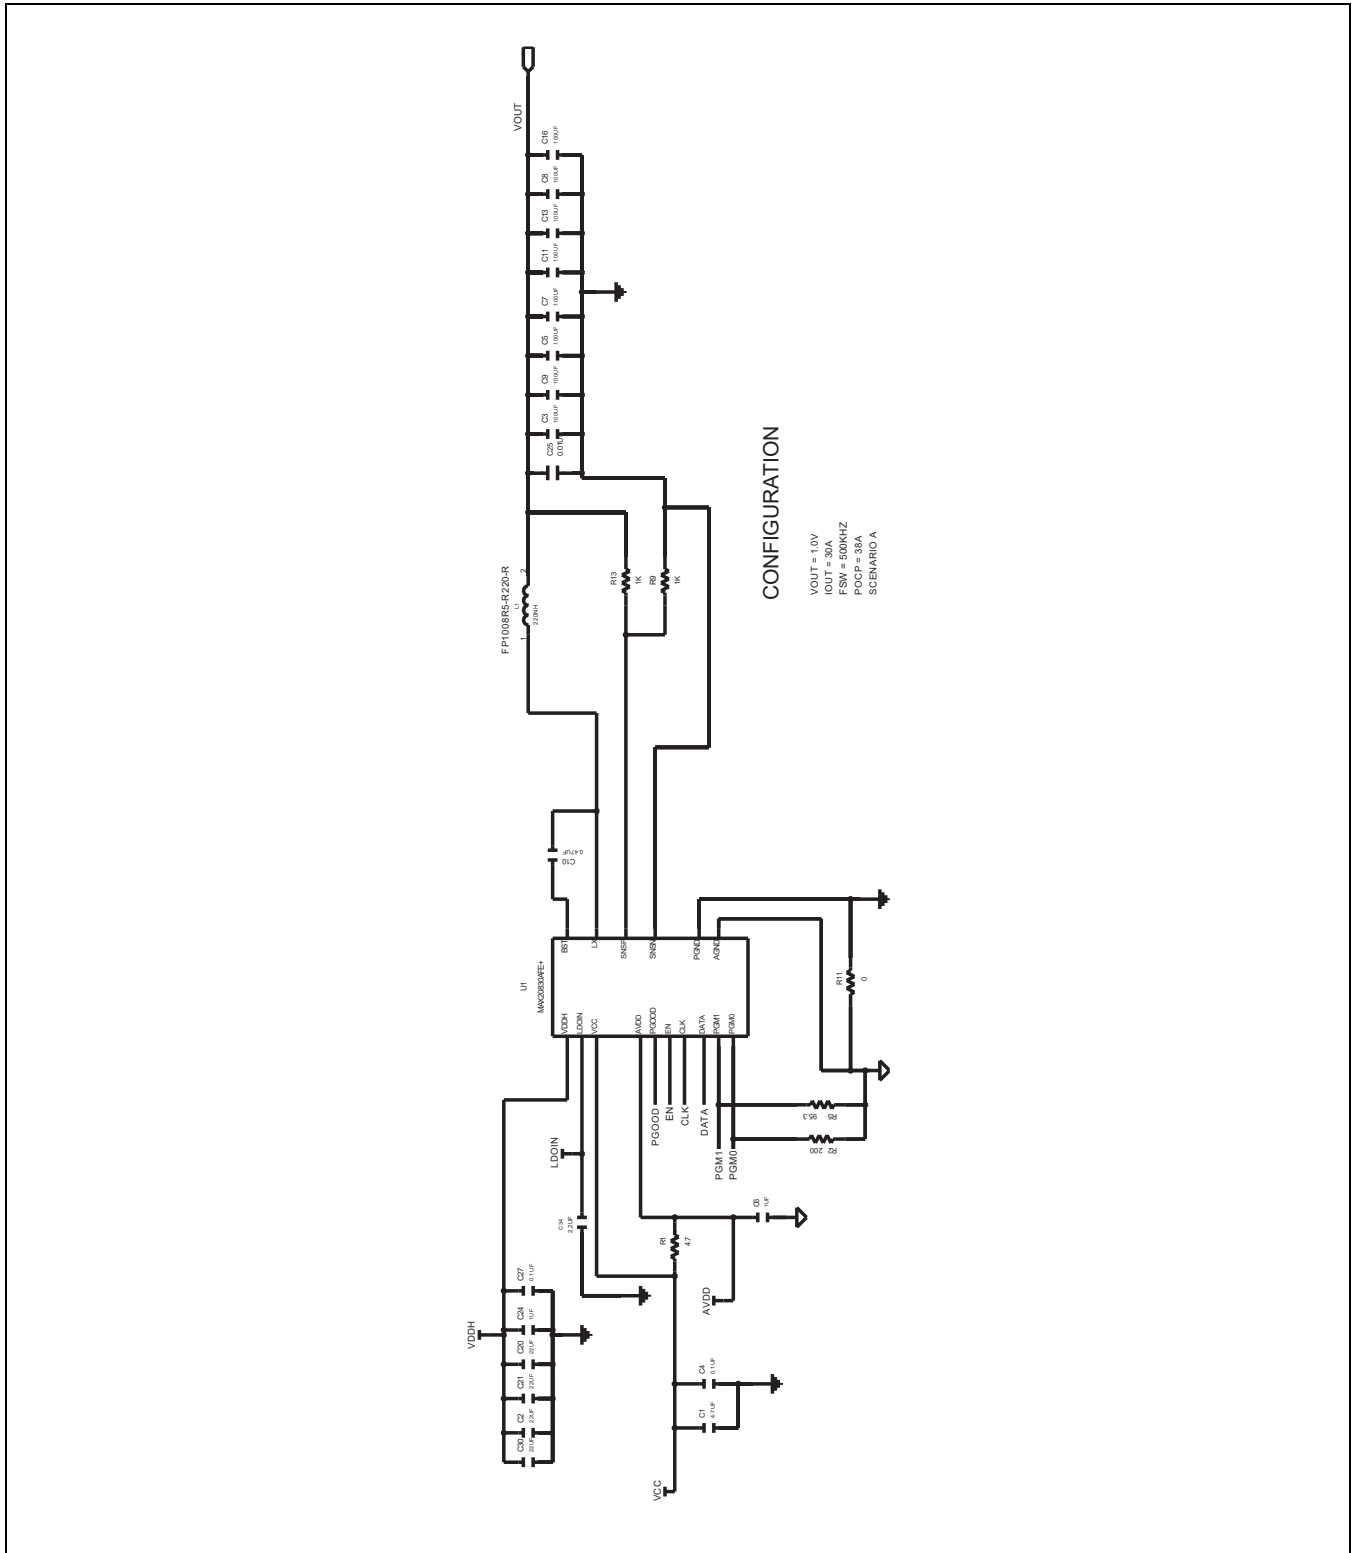 VDDH
C30
22UF
C2
22UF
C21
22UF
C20
22UF
C24
1UF
C27
0.1UF
LDOIN
C34
2.2UF
VCC
C1
4.7UF
C4
0.1UF
R1
4.7
AVDD
C6
1UF
PGOOD
EN
CLK
DATA
PGM1
PGM0
R2
200
R5
95.3
R11
0
U1
MAX20830AFE+
VDDH
LDOIN
VCC
AVDD
PGOOD
EN
CLK
DATA
PGM1
PGM0
BST
LX
SNSP
SNSN
PGND
AGND
C10
0.47UF
FP1008R5-R220-R
1
L1
2
220NH
R13
1K
R9
1K
C25
C3
100UF
C9
100UF
C5
100UF
C7
100UF
C11
100UF
C13
100UF
C8
100UF
C16
100UF
VOUT
CONFIGURATION
VOUT = 1.0V
IOUT = 30A
FSW = 500KHZ
POCP = 38A
SCENARIO A